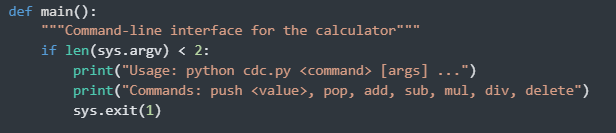 def main():
    """Command-line interface for the calculator"""
    if len(sys.argv) < 2:
        print("Usage: python cdc.py <command> [args] ...")
        print("Commands: push <value>, pop, add, sub, mul, div, delete")
        sys.exit(1)